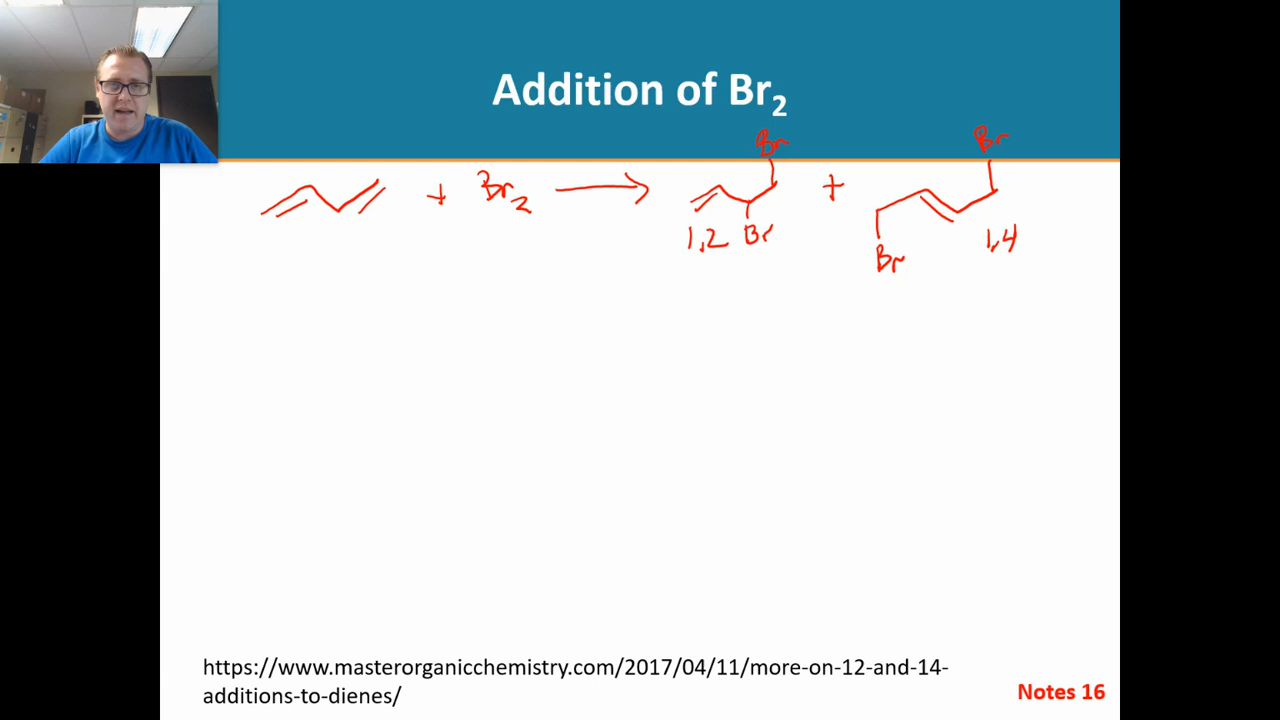 Addition of Br₂
+ Br₂ → Br Br 1,2 + Br Br 1,4
https://www.masterorganicchemistry.com/2017/04/11/more-on-12-and-14-
additions-to-dienes/
Notes 16